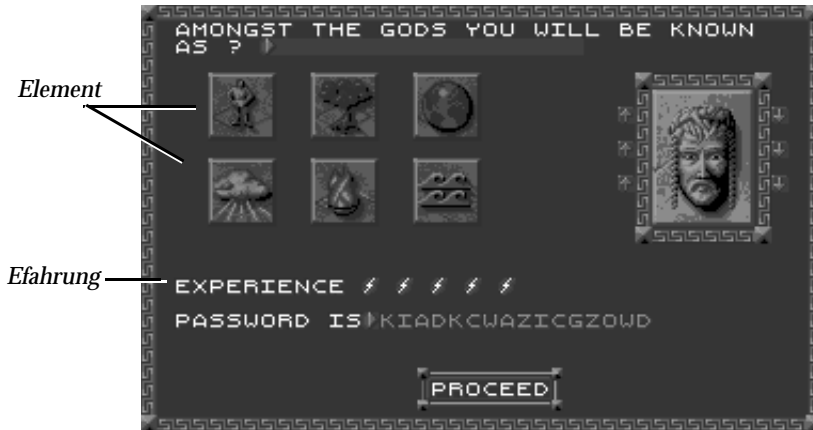 AMONGST THE GODS YOU WILL BE KNOWN
AS ?
Element
Efahrung
EXPERIENCE
PASSWORD IS KIADKCWAZICGZOWD
PROCEED